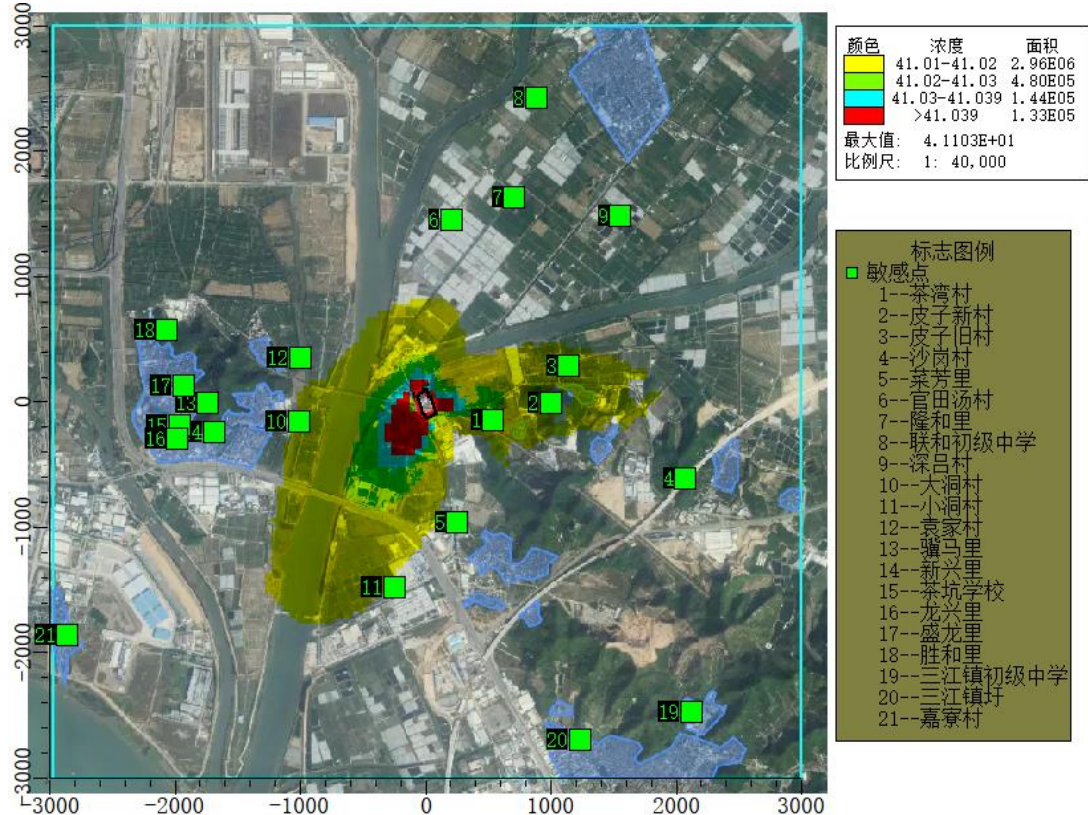 颜色 浓度 面积
41.01-41.02 2.96E06
41.02-41.03 4.80E05
41.03-41.039 1.44E05
>41.039 1.33E05
最大值: 4.1103E+01
比例尺: 1: 40,000
标志图例
敏感点
1--茶湾村
2--皮子新村
3--皮子旧村
4--沙岗村
5--菜芳里
6--官田汤村
7--隆和里
8--联和初级中学
9--深吕村
10--大洞村
11--小洞村
12--袁家村
13--骥马里
14--新兴里
15--茶坑学校
16--龙兴里
17--盛龙里
18--胜和里
19--三江镇初级中学
20--三江镇圩
21--嘉寮村
3000
2000
1000
0
-1000
-2000
-3000
-3000 -2000 -1000 0 1000 2000 3000
8
7
6 9
18
12 3
17
13 2
10 1
15
16 4
4
5
11
21
19
20